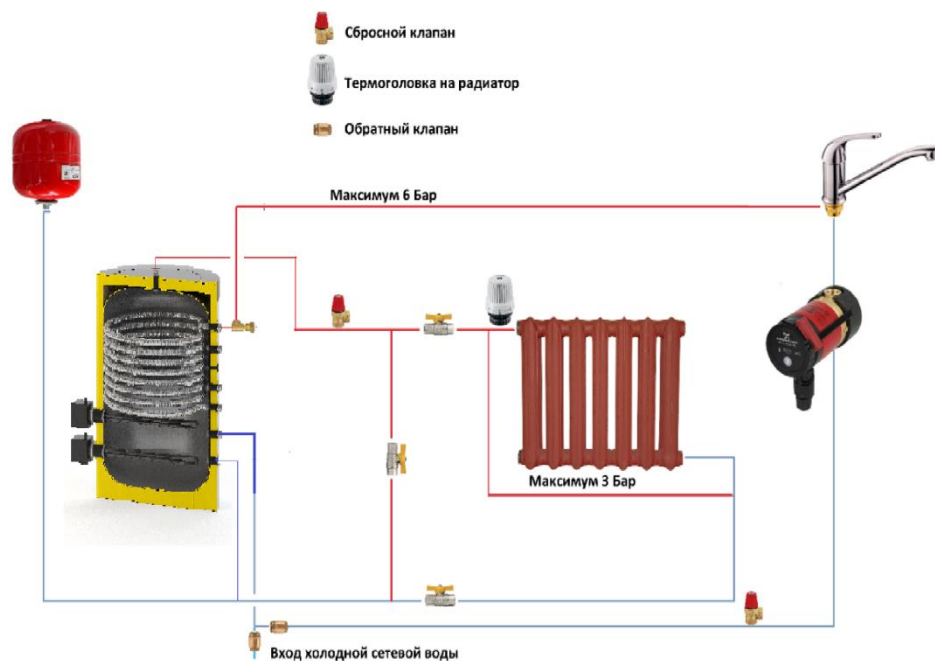 Сбросной клапан
Термоголовка на радиатор
Обратный клапан
Максимум 6 Бар
Максимум 3 Бар
Вход холодной сетевой воды